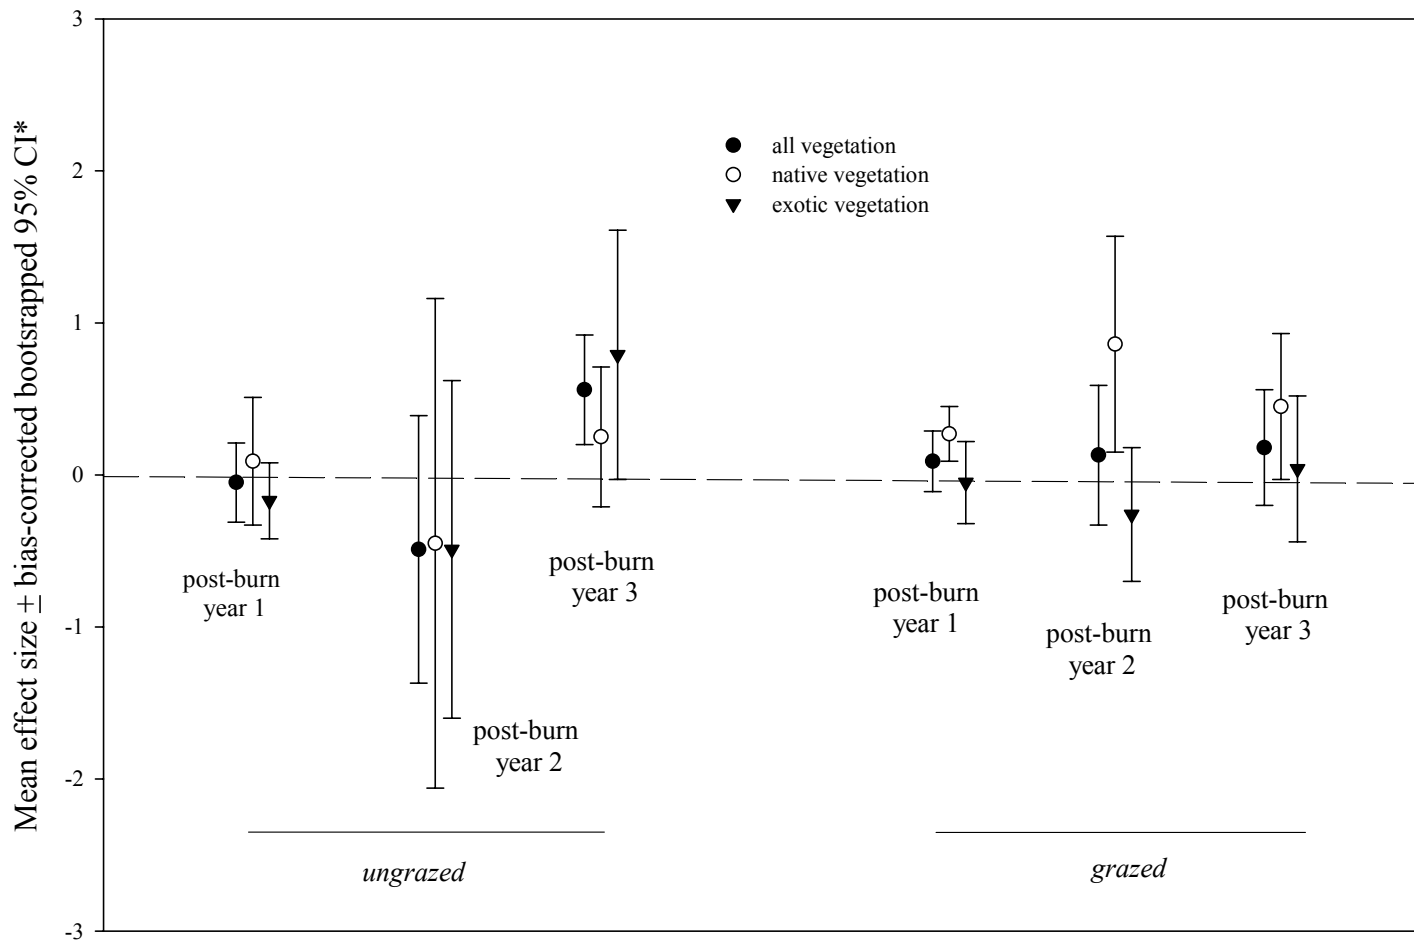 Mean effect size ± bias-corrected bootsrapped 95% CI*
3
2
1
0
-1
-2
-3
all vegetation
native vegetation
exotic vegetation
post-burn
year 1
post-burn
year 2
post-burn
year 3
post-burn
year 1
post-burn
year 2
post-burn
year 3
ungrazed
grazed